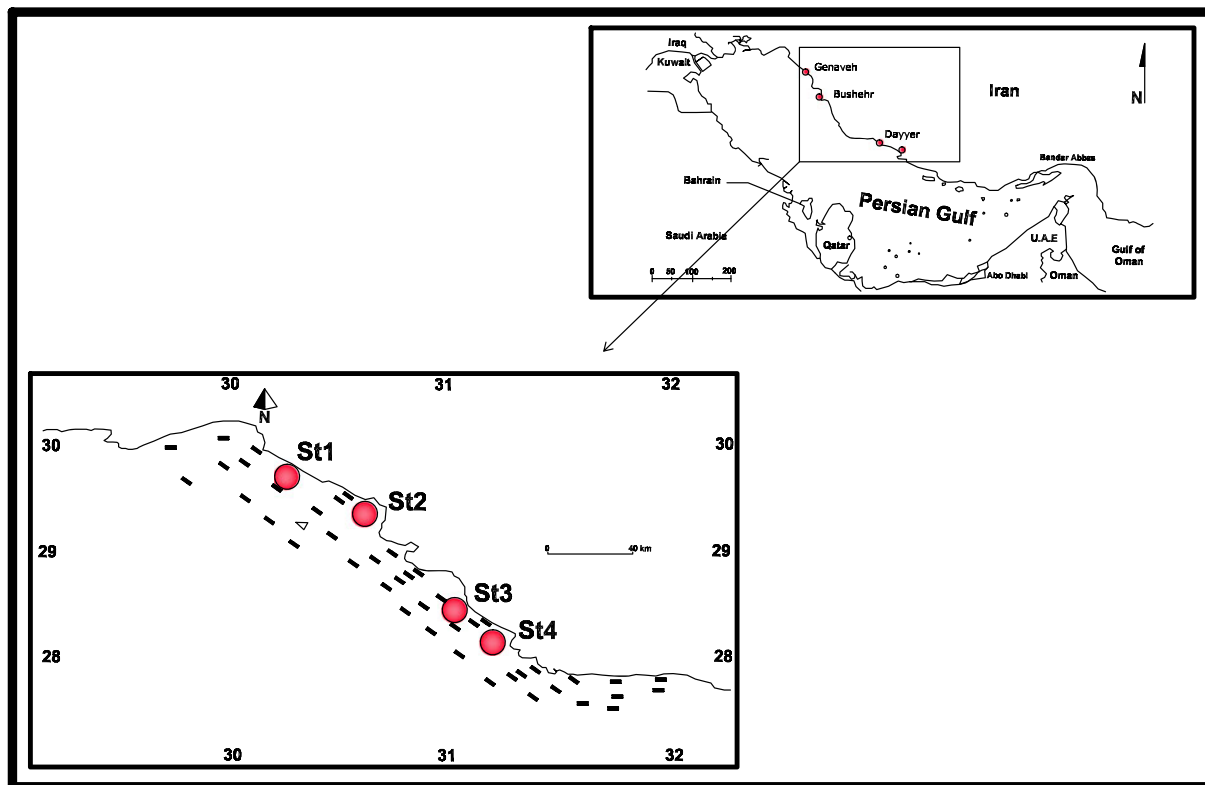 Iraq
Kuwait
Genaveh
Bushehr
Iran
N
Dayyer
Bandar Abbas
Bahrain
Persian Gulf
Saudi Arabia
Qatar
U.A.E
Gulf of
Oman
Abo Dhabi
Oman
0 50 100 200
30 31 32
N
30 30
St1
St2
29 29
0 40 km
St3
St4
28 28
30 31 32